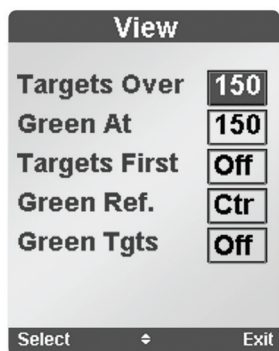 View
Targets Over 150
Green At 150
Targets First Off
Green Ref. Ctr
Green Tgts Off
Select Exit